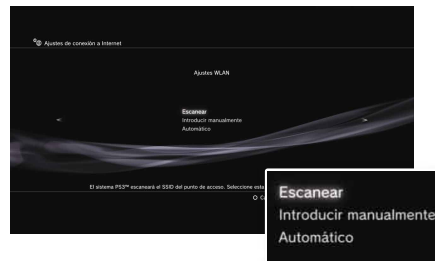 Ajustes de conexión a Internet
Ajustes WLAN
Escanear
Introducir manualmente
Automático
El sistema PS3™ escaneará el SSID del punto de acceso. Seleccione esta
Escanear
Introducir manualmente
Automático